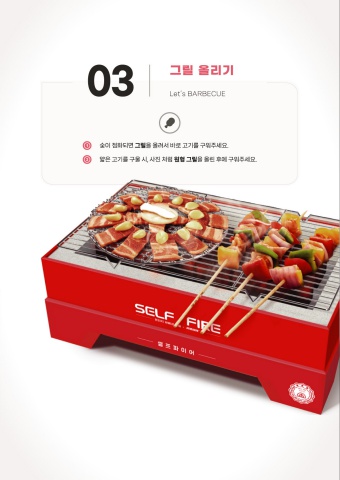 03
그릴 올리기
Let's BARBECUE
숯이 점화되면 그릴을 올려서 바로 고기를 구워주세요.
얇은 고기를 구울 시, 사진 처럼 원형 그릴을 올린 후에 구워주세요.
SELF FIRE
셀프파이어